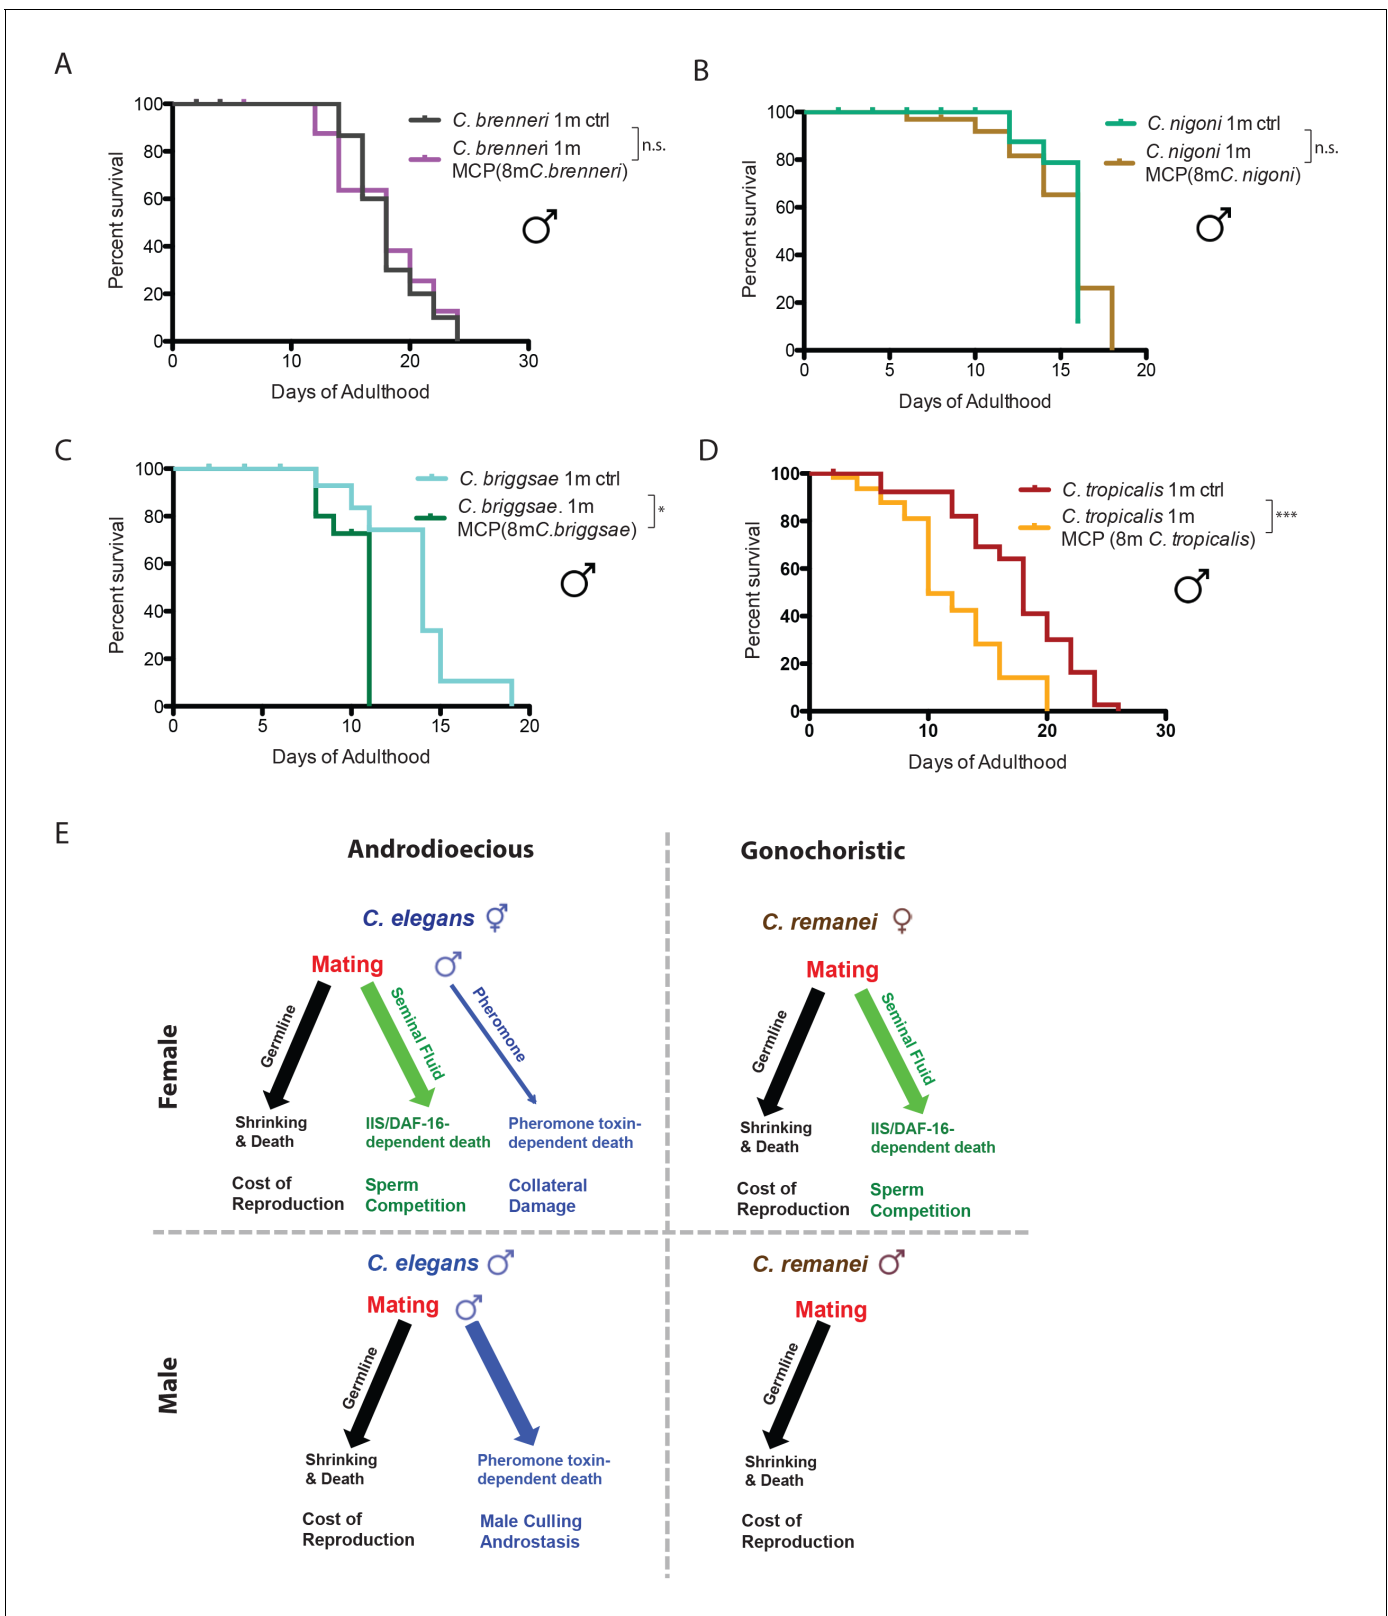 A
100
80
60
40
20
0
0 10 20 30
Percent survival
Days of Adulthood
C. brenneri 1m ctrl
C. brenneri 1m
MCP(8mC.brenneri)
n.s.
B
100
80
60
40
20
0
0 5 10 15 20
Percent survival
Days of Adulthood
C. nigoni 1m ctrl
C. nigoni 1m
MCP(8mC. nigoni)
n.s.
C
100
80
60
40
20
0
0 5 10 15 20
Percent survival
Days of Adulthood
C. briggsae 1m ctrl
C. briggsae. 1m
MCP(8mC.briggsae)
*
D
100
80
60
40
20
0
0 10 20 30
Percent survival
Days of Adulthood
C. tropicalis 1m ctrl
C. tropicalis 1m
MCP (8m C. tropicalis)
***
E
Androdioecious
Gonochoristic
Female
C. elegans ⚥
Mating ♂
Germline
Seminal Fluid
Pheromone
Shrinking
& Death
IIS/DAF-16-
dependent death
Pheromone toxin-
dependent death
Cost of
Reproduction
Sperm
Competition
Collateral
Damage
C. remanei ♀
Mating
Germline
Seminal Fluid
Shrinking
& Death
IIS/DAF-16-
dependent death
Cost of
Reproduction
Sperm
Competition
Male
C. elegans ♂
Mating ♂
Germline
Shrinking
& Death
Pheromone toxin-
dependent death
Cost of
Reproduction
Male Culling
Androstasis
C. remanei ♂
Mating
Germline
Shrinking
& Death
Cost of
Reproduction